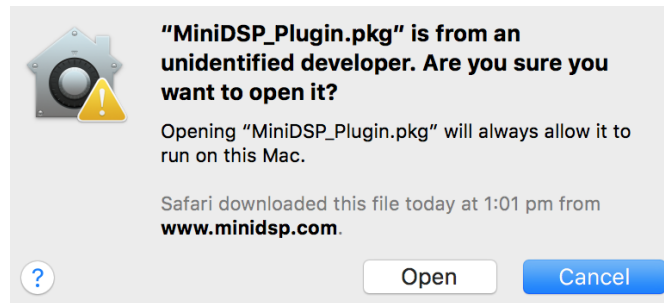 “MiniDSP_Plugin.pkg” is from an
unidentified developer. Are you sure you
want to open it?
Opening “MiniDSP_Plugin.pkg” will always allow it to
run on this Mac.
Safari downloaded this file today at 1:01 pm from
www.minidsp.com.
?
Open
Cancel